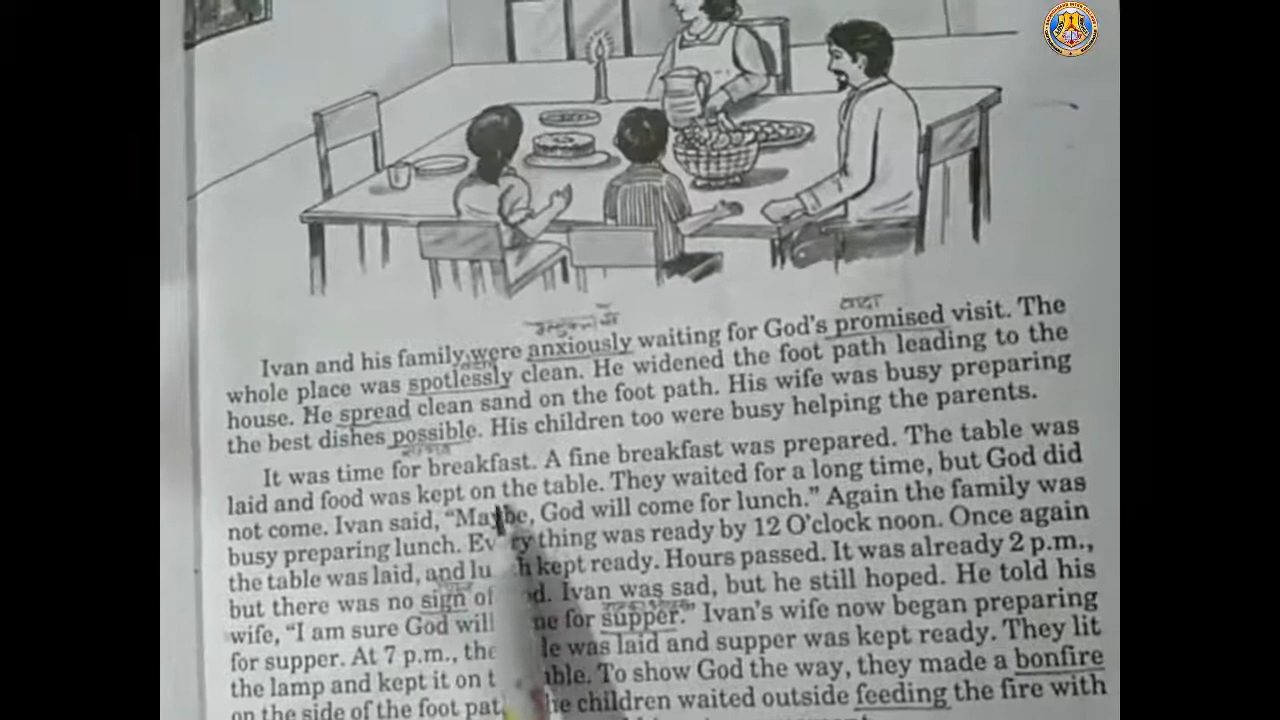 वादा
Ivan and his family were anxiously waiting for God's promised visit. The
whole place was spotlessly clean. He widened the foot path leading to the
house. He spread clean sand on the foot path. His wife was busy preparing
the best dishes possible. His children too were busy helping the parents.
It was time for breakfast. A fine breakfast was prepared. The table was
laid and food was kept on the table. They waited for a long time, but God did
not come. Ivan said, "Maybe, God will come for lunch." Again the family was
busy preparing lunch. Everything was ready by 12 O'clock noon. Once again
the table was laid, and kept ready. Hours passed. It was already 2 p.m.,
but there was no sign of Ivan was sad, but he still hoped. He told his
wife, "I am sure God will for supper." Ivan's wife now began preparing
for supper. At 7 p.m., was laid and supper was kept ready. They lit
the lamp and kept it on To show God the way, they made a bonfire
on the side of the foot children waited outside feeding the fire with